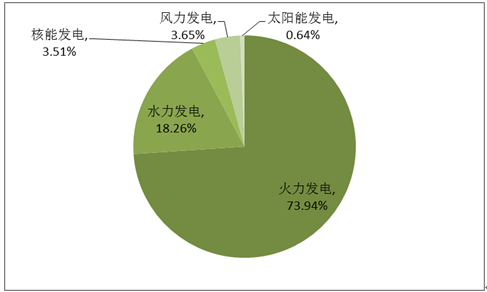 风力发电,
3.65%
太阳能发电,
0.64%
核能发电,
3.51%
水力发电,
18.26%
火力发电,
73.94%